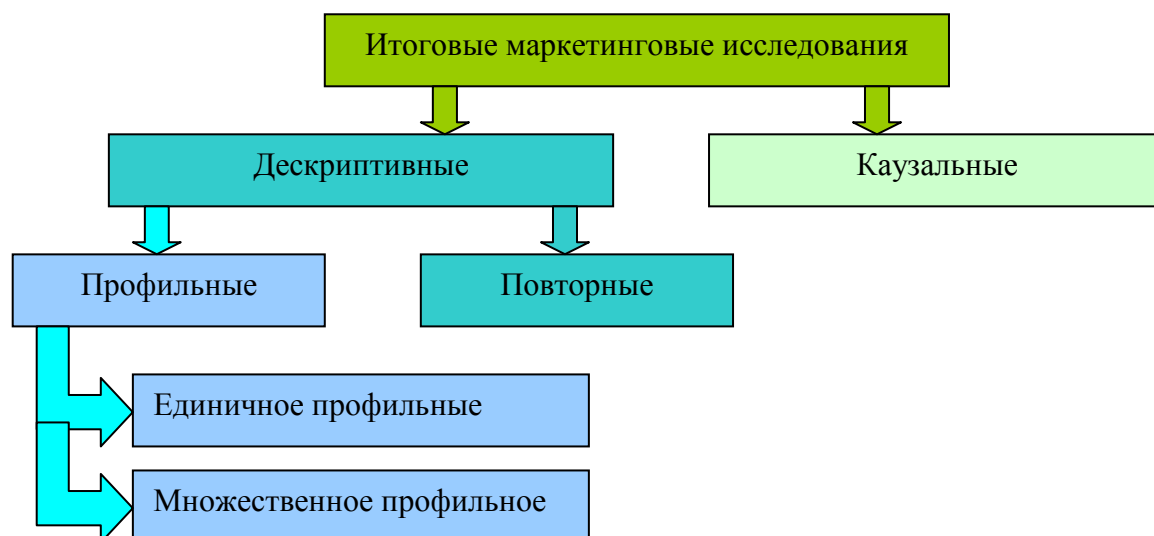 Итоговые маркетинговые исследования
Дескриптивные
Каузальные
Профильные
Повторные
Единичное профильные
Множественное профильное